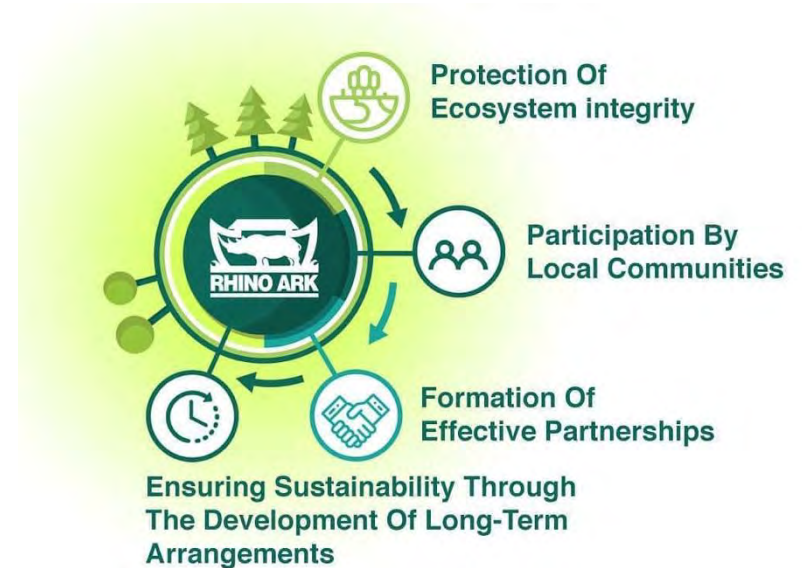 Protection Of
Ecosystem integrity
RHINO ARK
Participation By
Local Communities
Formation Of
Effective Partnerships
Ensuring Sustainability Through
The Development Of Long-Term
Arrangements